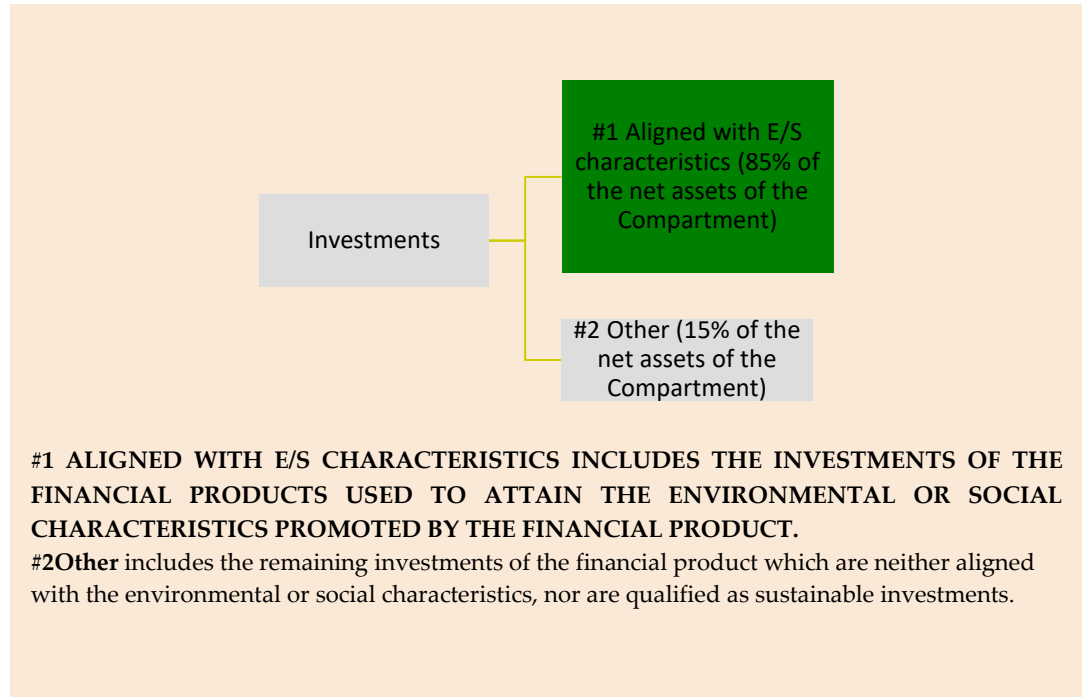 #1 Aligned with E/S
characteristics (85% of
the net assets of the
Compartment)
Investments
#2 Other (15% of the
net assets of the
Compartment)
#1 ALIGNED WITH E/S CHARACTERISTICS INCLUDES THE INVESTMENTS OF THE
FINANCIAL PRODUCTS USED TO ATTAIN THE ENVIRONMENTAL OR SOCIAL
CHARACTERISTICS PROMOTED BY THE FINANCIAL PRODUCT.
#2Other includes the remaining investments of the financial product which are neither aligned
with the environmental or social characteristics, nor are qualified as sustainable investments.